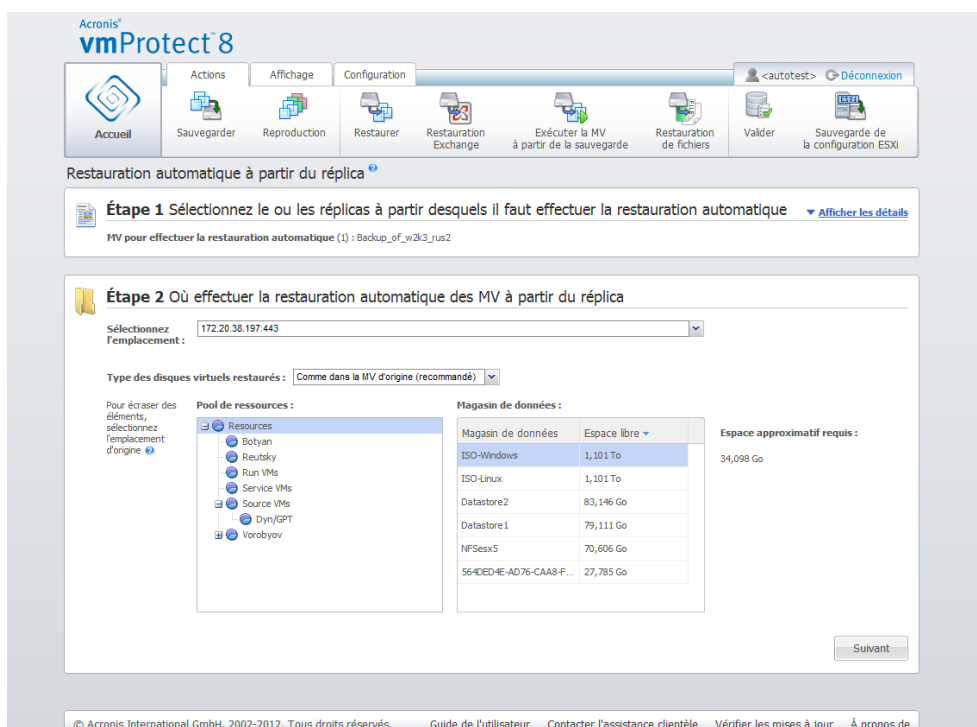 Acronis®
vmProtect™8
Actions Affichage Configuration
<autotest> Déconnexion
Accueil
Sauvegarder
Reproduction
Restaurer
Restauration
Exchange
Exécuter la MV
à partir de la sauvegarde
Restauration
de fichiers
Valider
Sauvegarde de
la configuration ESXi
Restauration automatique à partir du réplica
Étape 1 Sélectionnez le ou les réplicas à partir desquels il faut effectuer la restauration automatique
Afficher les détails
MV pour effectuer la restauration automatique (1) : Backup_of_w2k3_rus2
Étape 2 Où effectuer la restauration automatique des MV à partir du réplica
Sélectionnez
l'emplacement :
172.20.38.197:443
Type des disques virtuels restaurés : Comme dans la MV d'origine (recommandé)
Pour écraser des
éléments,
sélectionnez
l'emplacement
d'origine
Pool de ressources :
Resources
Botyan
Reutsky
Run VMs
Service VMs
Source VMs
Dyn/GPT
Vorobyov
Magasin de données :
Magasin de données Espace libre
ISO-Windows 1,101 To
ISO-Linux 1,101 To
Datastore2 83,146 Go
Datastore1 79,111 Go
NFSesx5 70,606 Go
564DED4E-AD76-CAA8-F... 27,785 Go
Espace approximatif requis :
34,098 Go
Suivant
© Acronis International GmbH, 2002-2012. Tous droits réservés. Guide de l'utilisateur Contacter l'assistance clientèle Vérifier les mises à jour À propos de